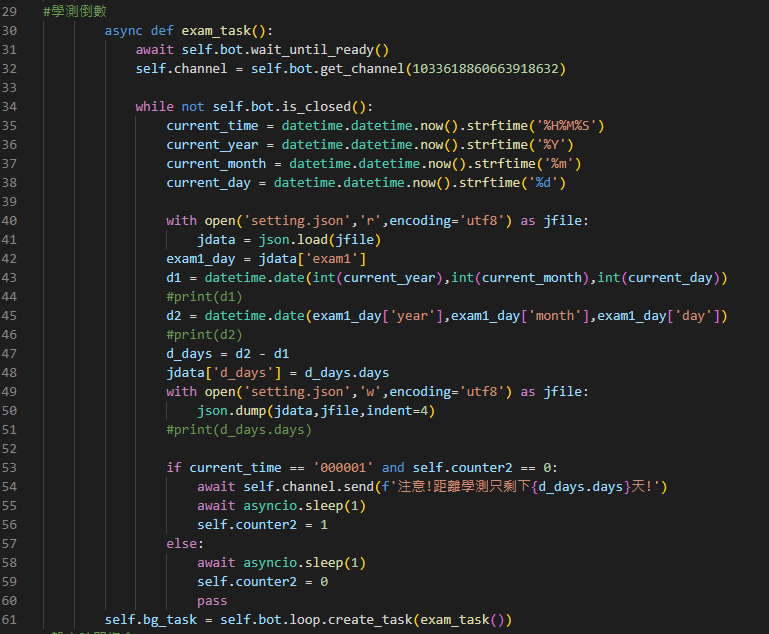 29 #學測倒數
30 async def exam_task():
31 await self.bot.wait_until_ready()
32 self.channel = self.bot.get_channel(1033618860663918632)
33
34 while not self.bot.is_closed():
35 current_time = datetime.datetime.now().strftime('%H%M%S')
36 current_year = datetime.datetime.now().strftime('%Y')
37 current_month = datetime.datetime.now().strftime('%m')
38 current_day = datetime.datetime.now().strftime('%d')
39
40 with open('setting.json','r',encoding='utf8') as jfile:
41 jdata = json.load(jfile)
42 exam1_day = jdata['exam1']
43 d1 = datetime.date(int(current_year),int(current_month),int(current_day))
44 #print(d1)
45 d2 = datetime.date(exam1_day['year'],exam1_day['month'],exam1_day['day'])
46 #print(d2)
47 d_days = d2 - d1
48 jdata['d_days'] = d_days.days
49 with open('setting.json','w',encoding='utf8') as jfile:
50 json.dump(jdata,jfile,indent=4)
51 #print(d_days.days)
52
53 if current_time == '000001' and self.counter2 == 0:
54 await self.channel.send(f'注意!距離學測只剩下{d_days.days}天!')
55 await asyncio.sleep(1)
56 self.counter2 = 1
57 else:
58 await asyncio.sleep(1)
59 self.counter2 = 0
60 pass
61 self.bg_task = self.bot.loop.create_task(exam_task())